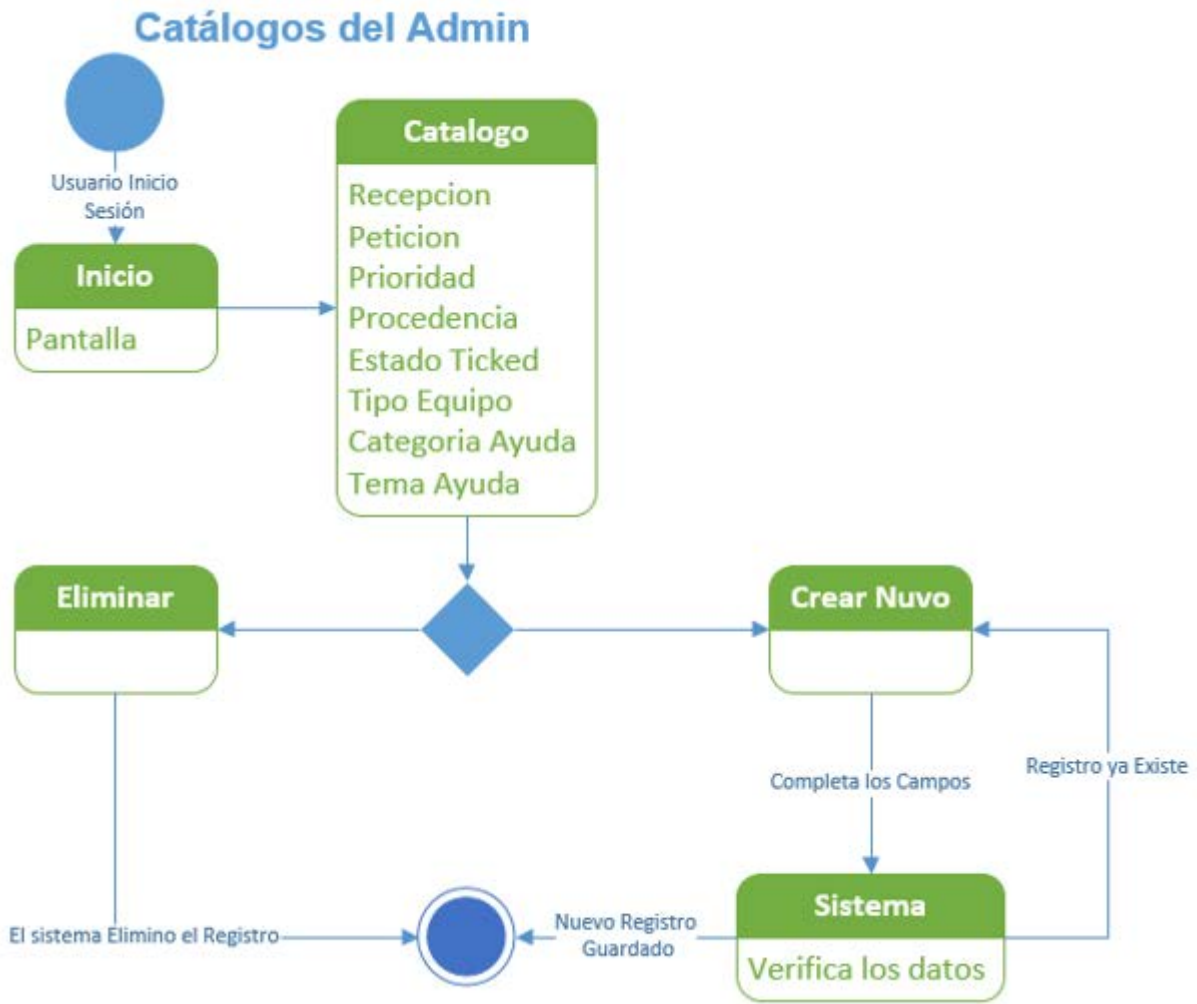 Catálogos del Admin
Usuario Inicio
Sesión
Inicio
Pantalla
Catalogo
Recepcion
Peticion
Prioridad
Procedencia
Estado Ticked
Tipo Equipo
Categoria Ayuda
Tema Ayuda
Eliminar
Crear Nuvo
Completa los Campos
Registro ya Existe
El sistema Elimino el Registro
Nuevo Registro
Guardado
Sistema
Verifica los datos